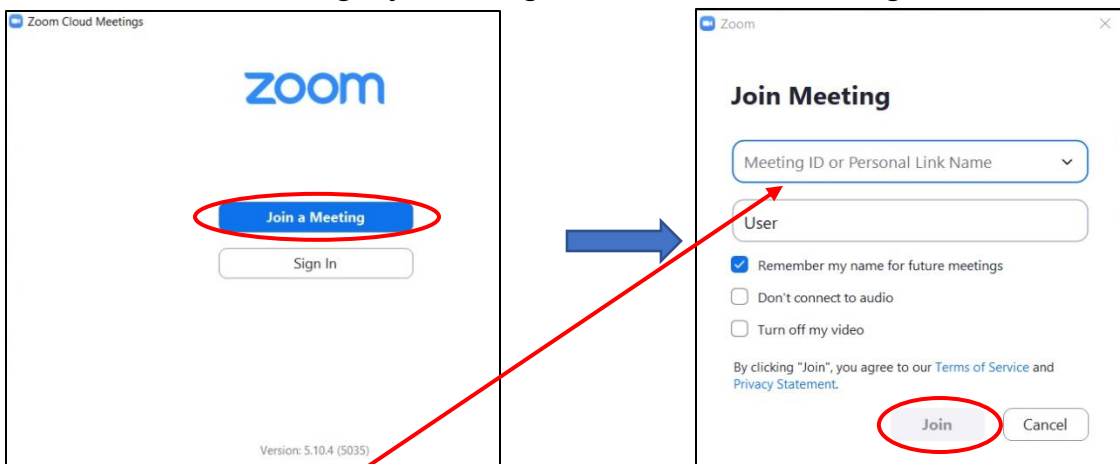 Zoom Cloud Meetings
zoom
Join a Meeting
Sign In
Version: 5.10.4 (5035)
Zoom
Join Meeting
Meeting ID or Personal Link Name
User
Remember my name for future meetings
Don't connect to audio
Turn off my video
By clicking "Join", you agree to our Terms of Service and
Privacy Statement.
Join Cancel